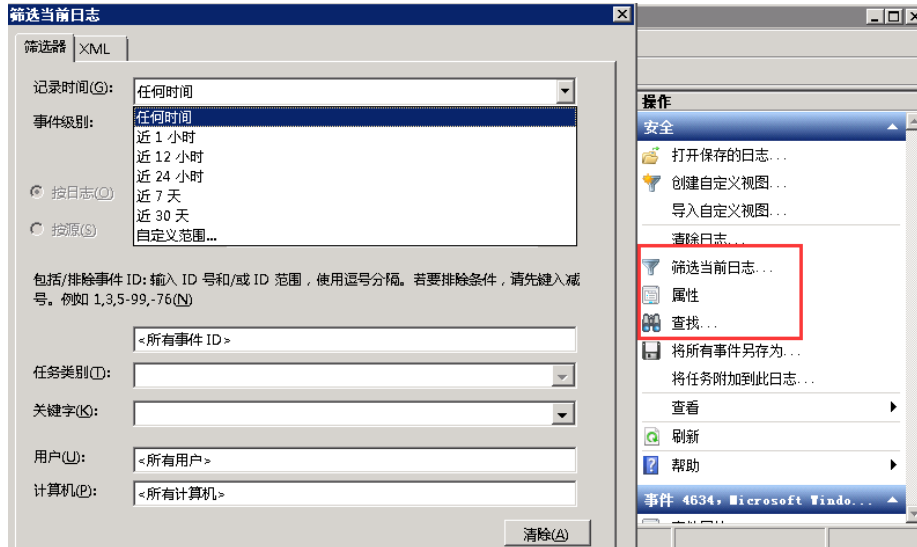 筛选当前日志
筛选器
XML
记录时间(G):
任何时间
事件级别:
任何时间
近 1 小时
近 12 小时
近 24 小时
近 7 天
近 30 天
自定义范围...
按日志(O)
按源(S)
包括/排除事件 ID: 输入 ID 号和/或 ID 范围，使用逗号分隔。若要排除条件，请先键入减
号。例如 1,3,5-99,-76(N)
<所有事件 ID>
任务类别(T):
关键字(K):
用户(U):
<所有用户>
计算机(P):
<所有计算机>
清除(A)
操作
安全
打开保存的日志...
创建自定义视图...
导入自定义视图...
清除日志...
筛选当前日志...
属性
查找...
将所有事件另存为...
将任务附加到此日志...
查看
刷新
帮助
事件 4634，Microsoft Windo...